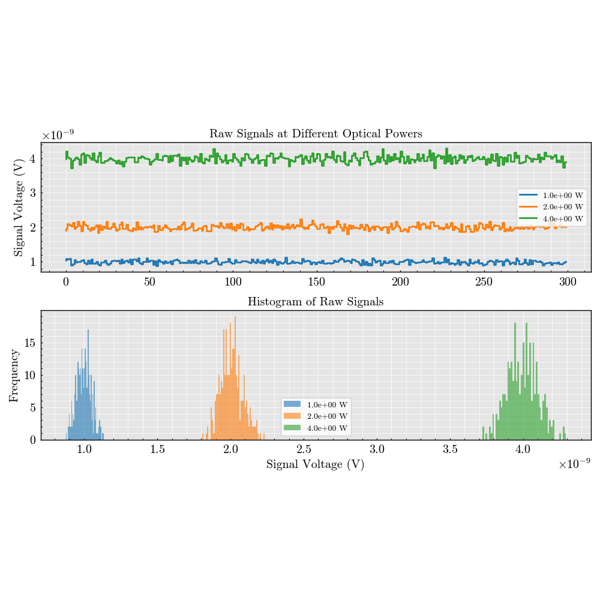 Raw Signals at Different Optical Powers
×10⁻⁹
Signal Voltage (V)
4
3
2
1
1.0e+00 W
2.0e+00 W
4.0e+00 W
0 50 100 150 200 250 300
Histogram of Raw Signals
Frequency
15
10
5
0
1.0e+00 W
2.0e+00 W
4.0e+00 W
1.0 1.5 2.0 2.5 3.0 3.5 4.0
Signal Voltage (V)
×10⁻⁹